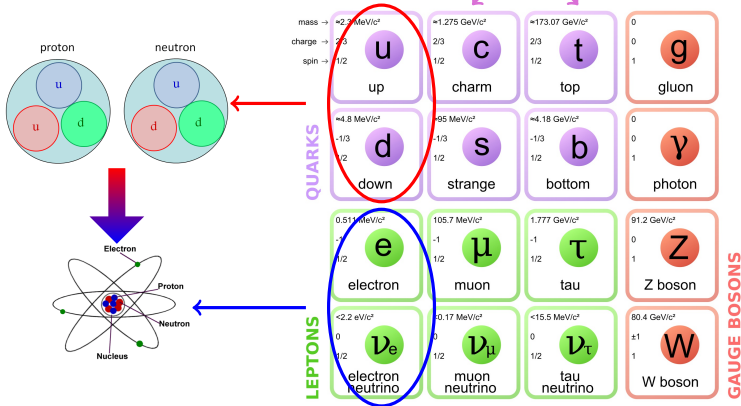 mass → ≈2.3 MeV/c² ≈1.275 GeV/c² ≈173.07 GeV/c² 0
charge → 2/3 2/3 2/3 0
spin → 1/2 1/2 1/2 1
u c t g
up charm top gluon
proton neutron
u u
u d d d
≈4.8 MeV/c² ≈95 MeV/c² ≈4.18 GeV/c² 0
-1/3 -1/3 -1/3 0
1/2 1/2 1/2 1
d s b γ
down strange bottom photon
QUARKS
0.511 MeV/c² 105.7 MeV/c² 1.777 GeV/c² 91.2 GeV/c²
-1 -1 -1 0
1/2 1/2 1/2 1
e μ τ Z
electron muon tau Z boson
Electron
Proton
Neutron
Nucleus
<2.2 eV/c² <0.17 MeV/c² <15.5 MeV/c² 80.4 GeV/c²
0 0 0 ±1
1/2 1/2 1/2 1
νe νμ ντ W
electron neutrino muon neutrino tau neutrino W boson
LEPTONS
GAUGE BOSONS